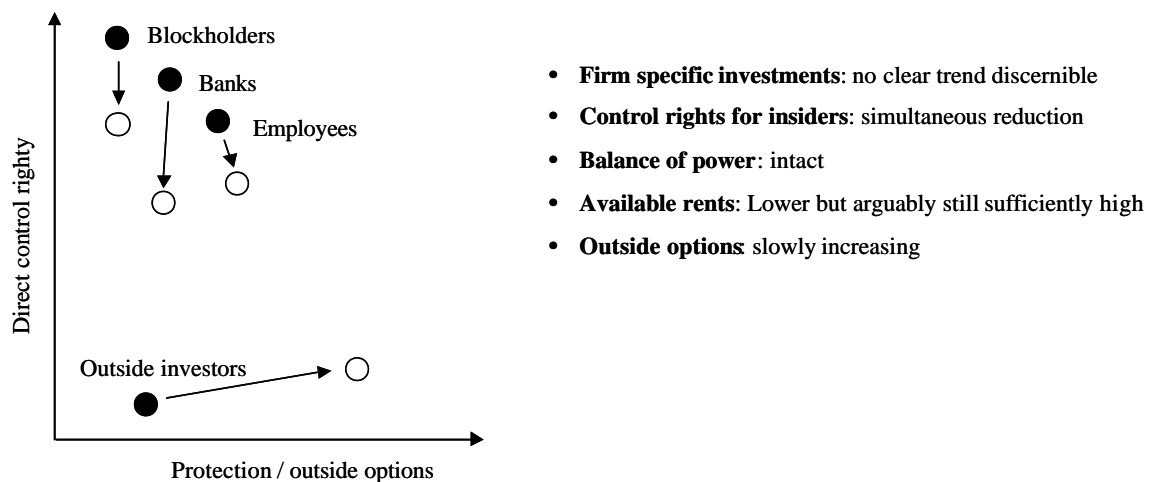 Blockholders
Banks
Employees
Outside investors
Direct control righty
Protection / outside options
• Firm specific investments: no clear trend discernible
• Control rights for insiders: simultaneous reduction
• Balance of power: intact
• Available rents: Lower but arguably still sufficiently high
• Outside options: slowly increasing